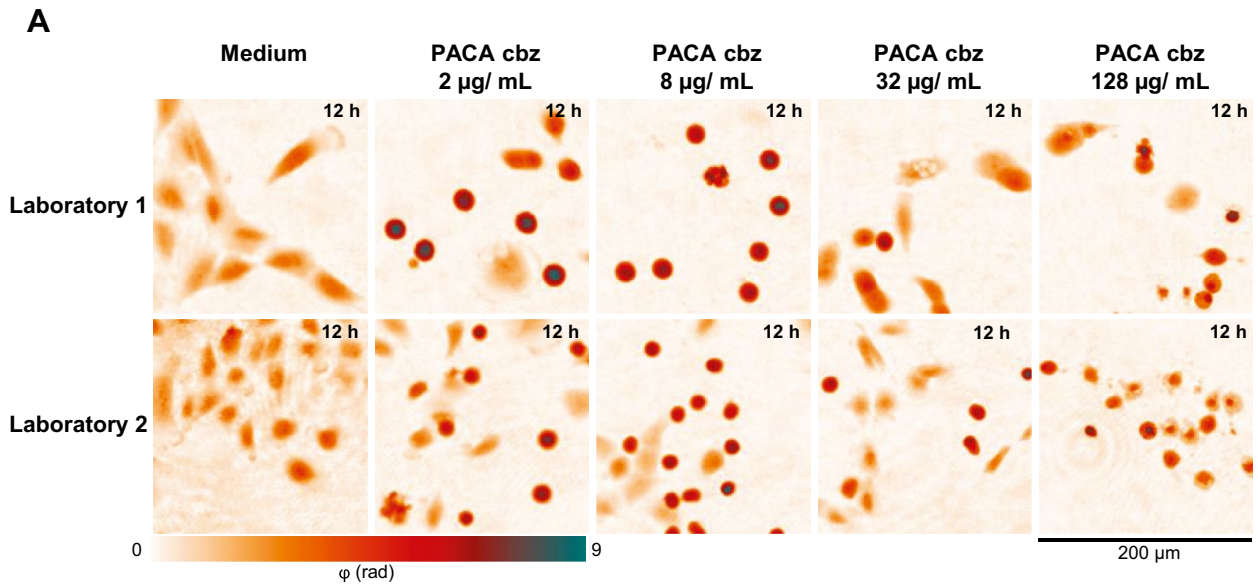 A
Medium
PACA cbz
2 µg/ mL
PACA cbz
8 µg/ mL
PACA cbz
32 µg/ mL
PACA cbz
128 µg/ mL
12 h
12 h
12 h
12 h
12 h
Laboratory 1
12 h
12 h
12 h
12 h
12 h
Laboratory 2
0
9
φ (rad)
200 µm